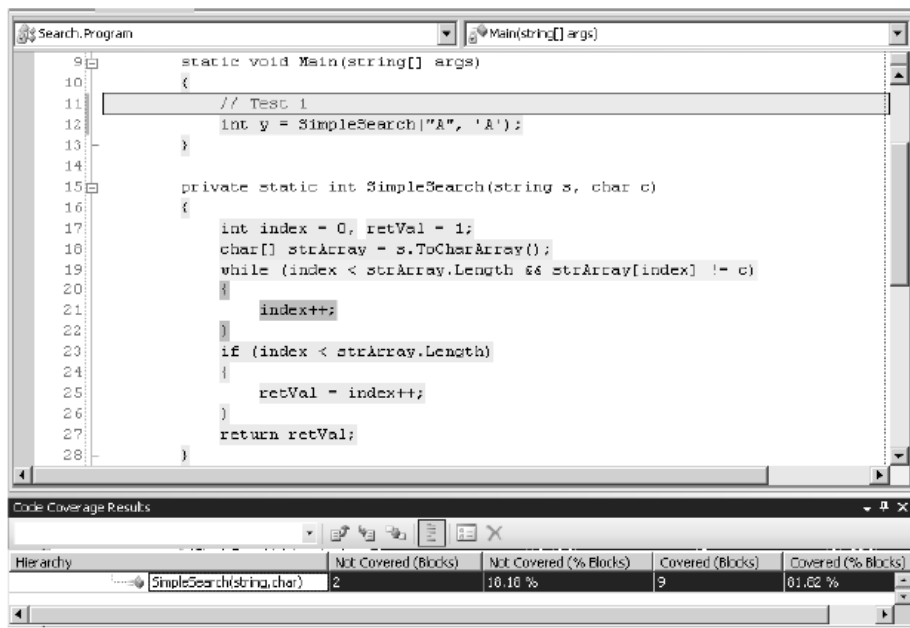 Search.Program Main(string[] args)
9 static void Main(string[] args)
10 {
11 // Test 1
12 int y = SimpleSearch("A", 'A');
13 }
14
15 private static int SimpleSearch(string s, char c)
16 {
17 int index = 0, retVal = 1;
18 char[] strArray = s.ToCharArray();
19 while (index < strArray.Length && strArray[index] != c)
20 {
21 index++;
22 }
23 if (index < strArray.Length)
24 {
25 retVal = index++;
26 }
27 return retVal;
28 }
Code Coverage Results
Hierarchy Not Covered (Blocks) Not Covered (% Blocks) Covered (Blocks) Covered (% Blocks)
SimpleSearch(string,char) 2 18.18 % 9 81.82 %